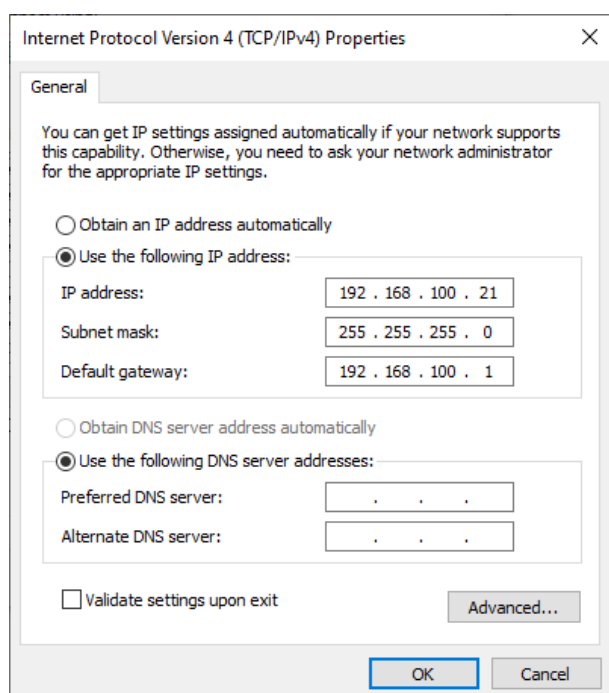 Internet Protocol Version 4 (TCP/IPv4) Properties
General
You can get IP settings assigned automatically if your network supports
this capability. Otherwise, you need to ask your network administrator
for the appropriate IP settings.
Obtain an IP address automatically
Use the following IP address:
IP address: 192 . 168 . 100 . 21
Subnet mask: 255 . 255 . 255 . 0
Default gateway: 192 . 168 . 100 . 1
Obtain DNS server address automatically
Use the following DNS server addresses:
Preferred DNS server: . . .
Alternate DNS server: . . .
Validate settings upon exit
Advanced...
OK Cancel